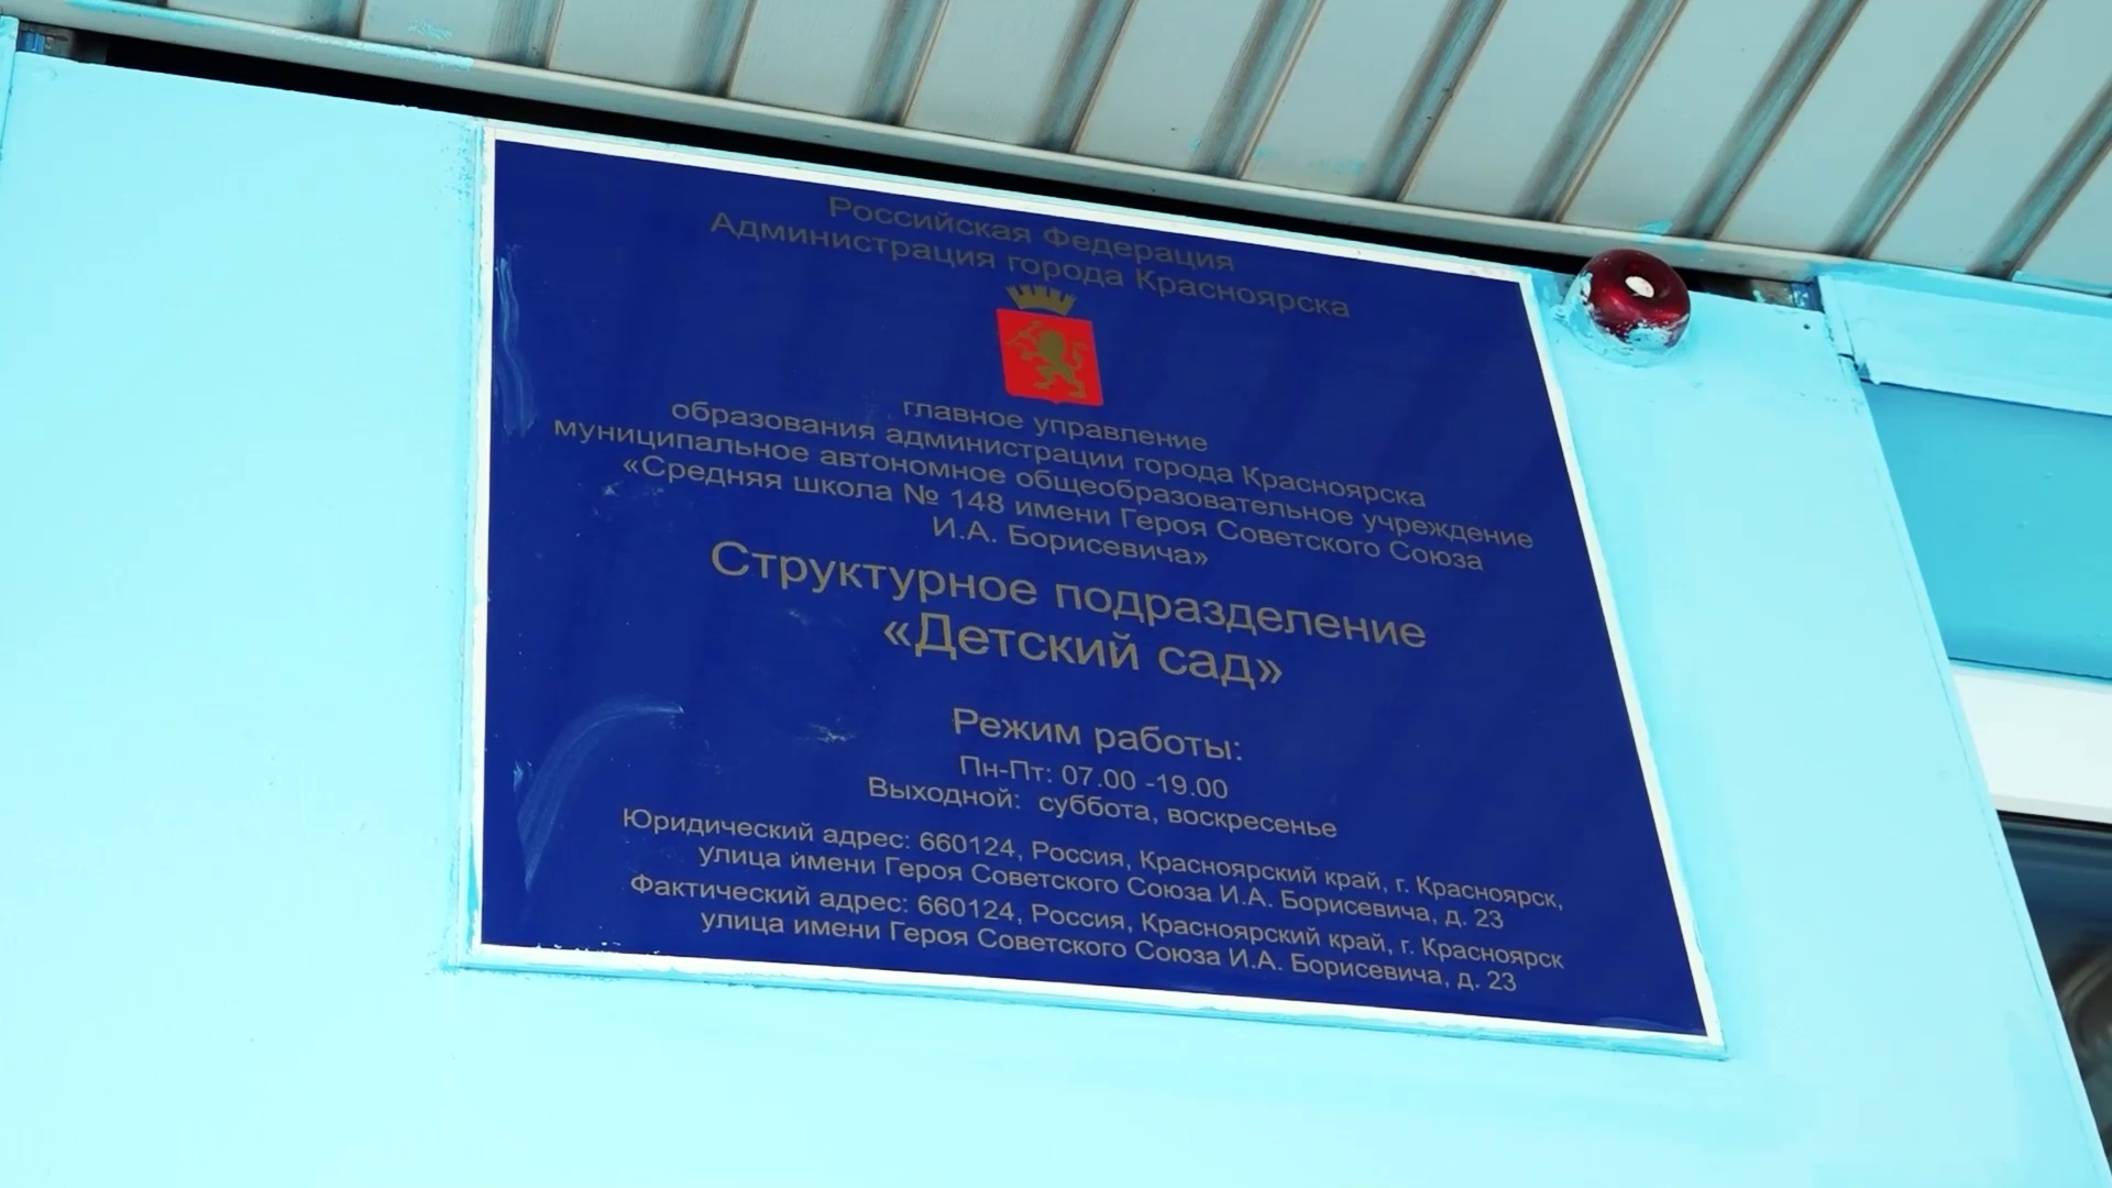 Российская Федерация
Администрация города Красноярска
главное управление
образования администрации города Красноярска
муниципальное автономное общеобразовательное учреждение
«Средняя школа № 148 имени Героя Советского Союза
И.А. Борисевича»
Структурное подразделение
«Детский сад»
Режим работы:
Пн-Пт: 07.00 -19.00
Выходной: суббота, воскресенье
Юридический адрес: 660124, Россия, Красноярский край, г. Красноярск,
улица имени Героя Советского Союза И.А. Борисевича, д. 23
Фактический адрес: 660124, Россия, Красноярский край, г. Красноярск
улица имени Героя Советского Союза И.А. Борисевича, д. 23